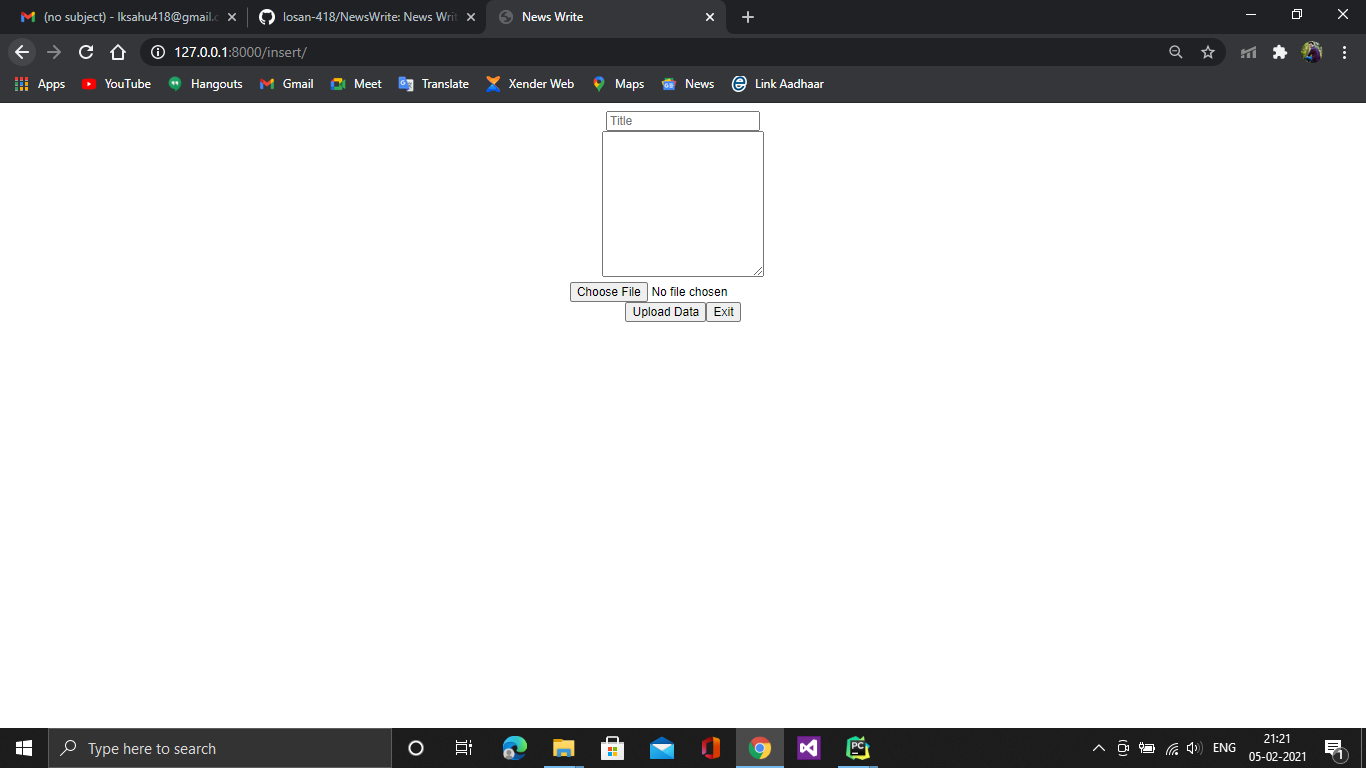 (no subject) - lksahu418@gmail.c
losan-418/NewsWrite: News Writ
News Write
127.0.0.1:8000/insert/
Apps YouTube Hangouts Gmail Meet Translate Xender Web Maps News Link Aadhaar
Title
Choose File No file chosen
Upload Data Exit
Type here to search
PC
ENG
21:21
05-02-2021
1